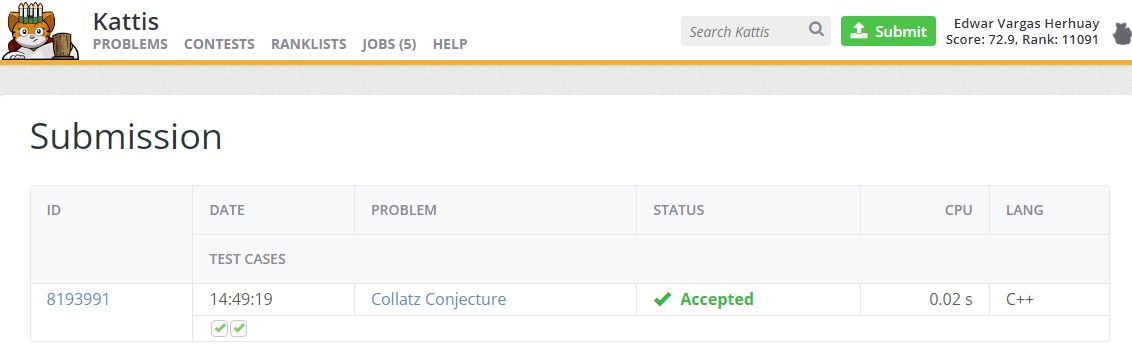 Kattis
PROBLEMS CONTESTS RANKLISTS JOBS (5) HELP
Search Kattis
Submit
Edwar Vargas Herhuay
Score: 72.9, Rank: 11091
Submission
ID DATE PROBLEM STATUS CPU LANG
TEST CASES
8193991 14:49:19 Collatz Conjecture Accepted 0.02 s C++